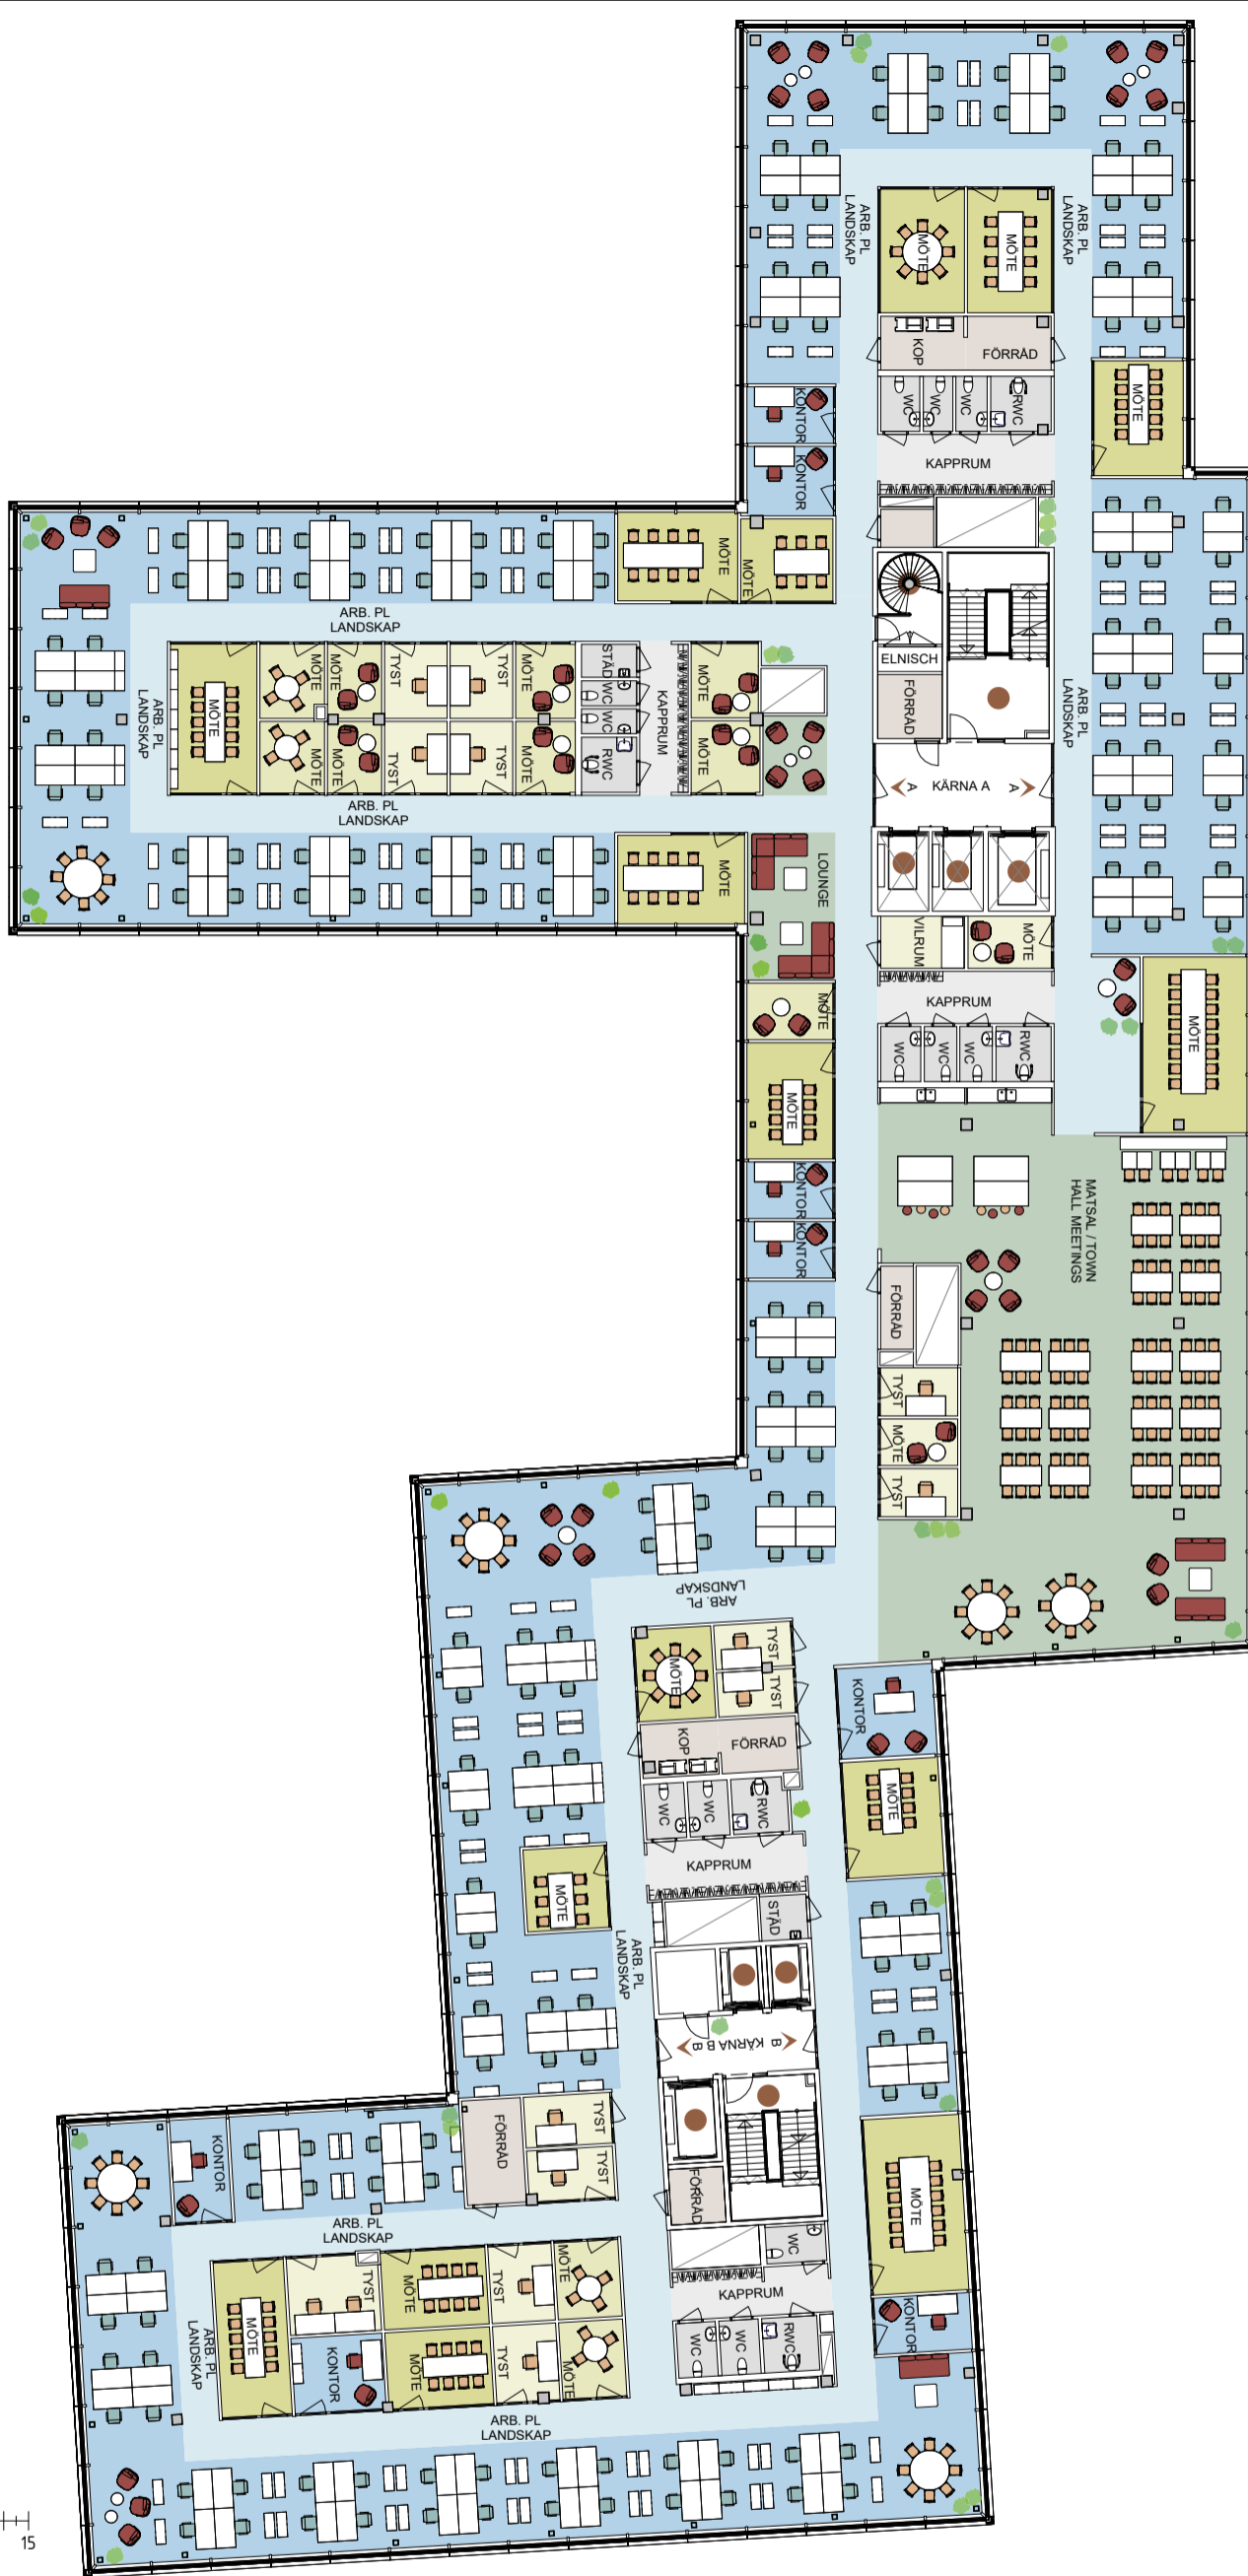 ARB. PL
LANDSKAP
ARB. PL
LANDSKAP
MÖTE
MÖTE
KOP
FÖRRÅD
MÖTE
KONTOR
WC
WC
WC
RWC
KONTOR
KAPPRUM
MÖTE
MÖTE
ARB. PL
LANDSKAP
ELNISCH
FÖRRÅD
ARB. PL
LANDSKAP
ARB. PL
LANDSKAP
MÖTE
MÖTE
MÖTE
TYST
TYST
MÖTE
STÄD
WC
WC
RWC
KAPPRUM
MÖTE
MÖTE
MÖTE
MÖTE
TYST
TYST
MÖTE
ARB. PL
LANDSKAP
A
KÄRNA A
A
MÖTE
LOUNGE
VILRUM
MÖTE
KAPPRUM
MÖTE
MÖTE
WC
WC
WC
RWC
MÖTE
KONTOR
KONTOR
MATSAL / TOWN
HALL MEETINGS
FÖRRÅD
TYST
MÖTE
TYST
ARB. PL
LANDSKAP
MÖTE
TYST
TYST
KONTOR
KOP
FÖRRÅD
MÖTE
WC
WC
RWC
KAPPRUM
MÖTE
STÄD
ARB. PL
LANDSKAP
B
KÄRNA B
B
FÖRRÅD
TYST
TYST
KONTOR
FÖRRÅD
MÖTE
ARB. PL
LANDSKAP
WC
KAPPRUM
KONTOR
WC
WC
RWC
ARB. PL
LANDSKAP
MÖTE
TYST
MÖTE
TYST
MÖTE
KONTOR
MÖTE
TYST
MÖTE
ARB. PL
LANDSKAP
15